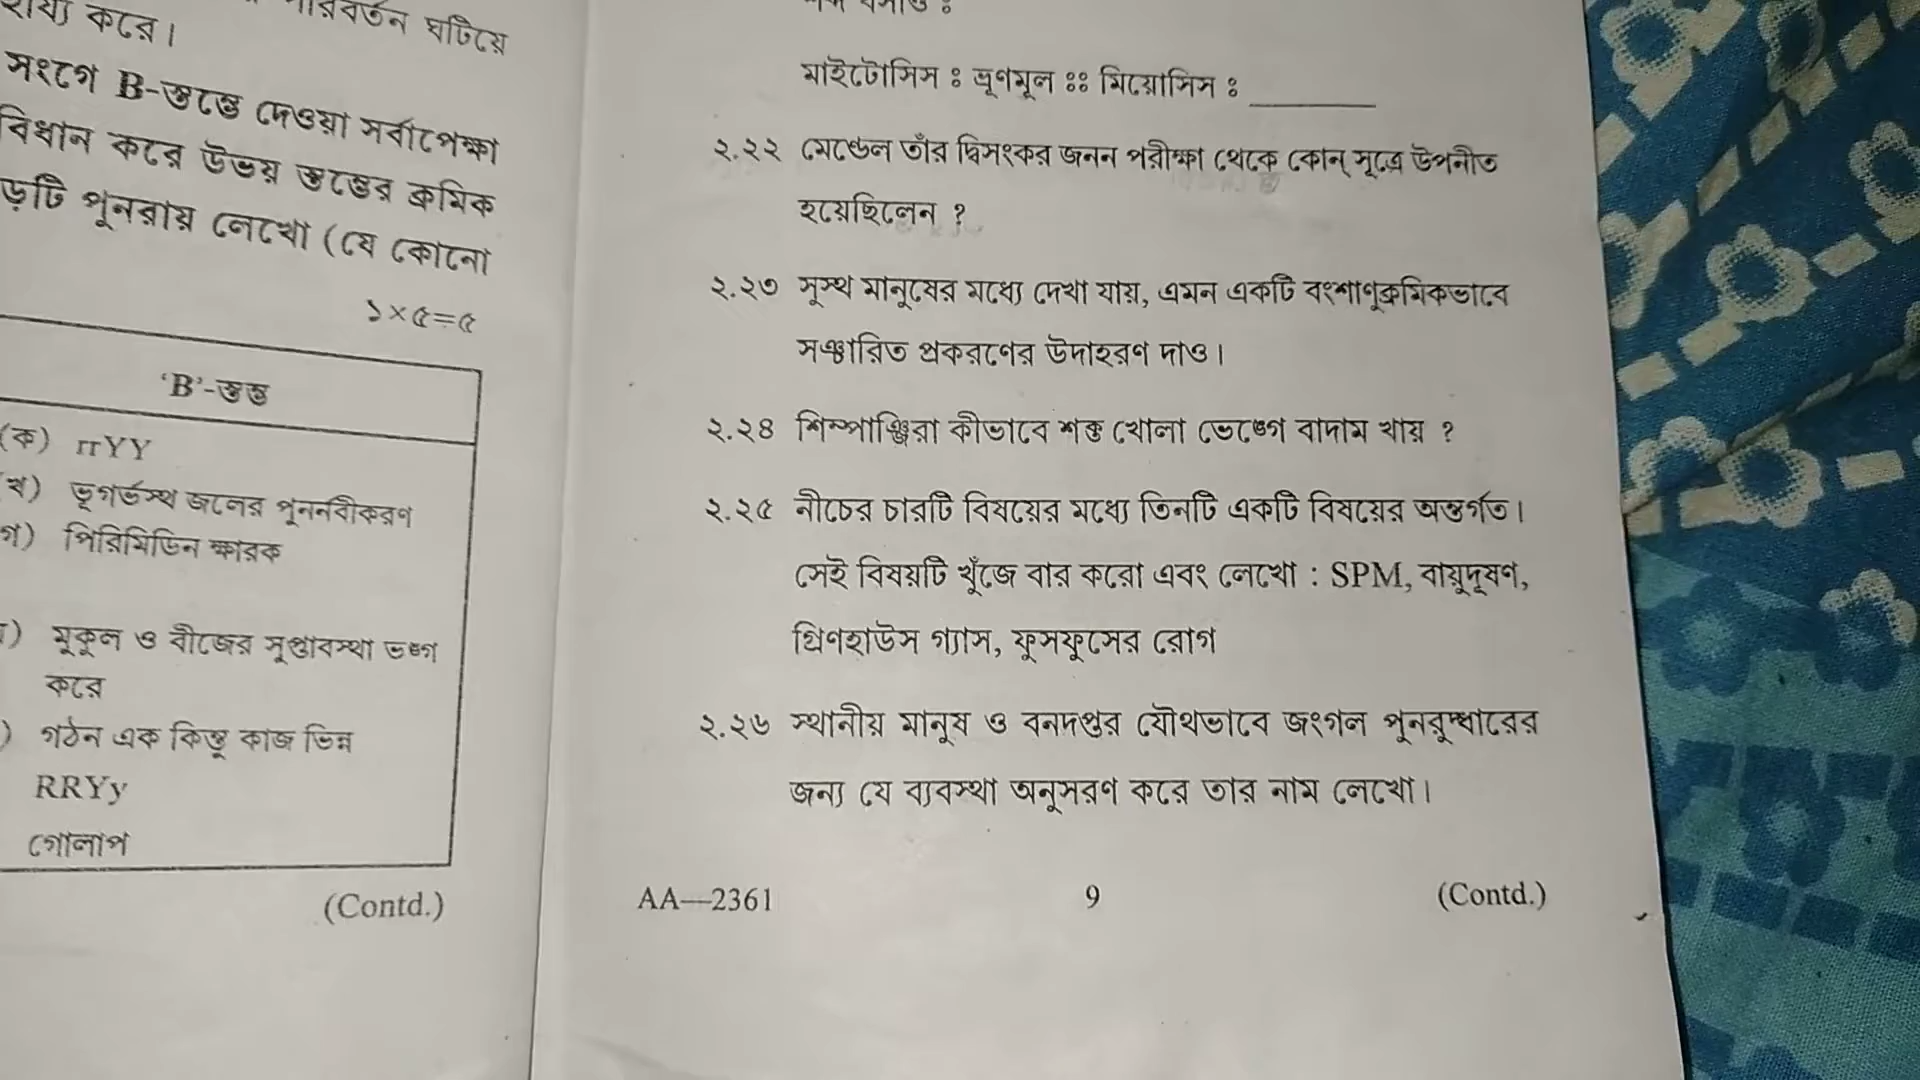 পরিবর্তন ঘটিয়ে
করে।
সংগে B-স্তম্ভে দেওয়া সর্বাপেক্ষা
বিধান করে উভয় স্তম্ভের ক্রমিক
ড়টি পুনরায় লেখো (যে কোনো
১×৫=৫
‘B’-স্তম্ভ
(ক) rrYY
খ) ভূগর্ভস্থ জলের পুনর্নবীকরণ
গ) পিরিমিডিন ক্ষারক
) মুকুল ও বীজের সুপ্তাবস্থা ভঙ্গ
করে
) গঠন এক কিন্তু কাজ ভিন্ন
RRYy
গোলাপ
(Contd.)
মাইটোসিস ঃ ভ্রূণমূল ঃঃ মিয়োসিস ঃ ______
২.২২ মেণ্ডেল তাঁর দ্বিসংকর জনন পরীক্ষা থেকে কোন্ সূত্রে উপনীত
হয়েছিলেন ?
২.২৩ সুস্থ মানুষের মধ্যে দেখা যায়, এমন একটি বংশাণুক্রমিকভাবে
সঞ্চারিত প্রকরণের উদাহরণ দাও।
২.২৪ শিম্পাঞ্জিরা কীভাবে শক্ত খোলা ভেঙ্গে বাদাম খায় ?
২.২৫ নীচের চারটি বিষয়ের মধ্যে তিনটি একটি বিষয়ের অন্তর্গত।
সেই বিষয়টি খুঁজে বার করো এবং লেখো : SPM, বায়ুদূষণ,
গ্রিণহাউস গ্যাস, ফুসফুসের রোগ
২.২৬ স্থানীয় মানুষ ও বনদপ্তর যৌথভাবে জংগল পুনরুদ্ধারের
জন্য যে ব্যবস্থা অনুসরণ করে তার নাম লেখো।
AA—2361 9 (Contd.)